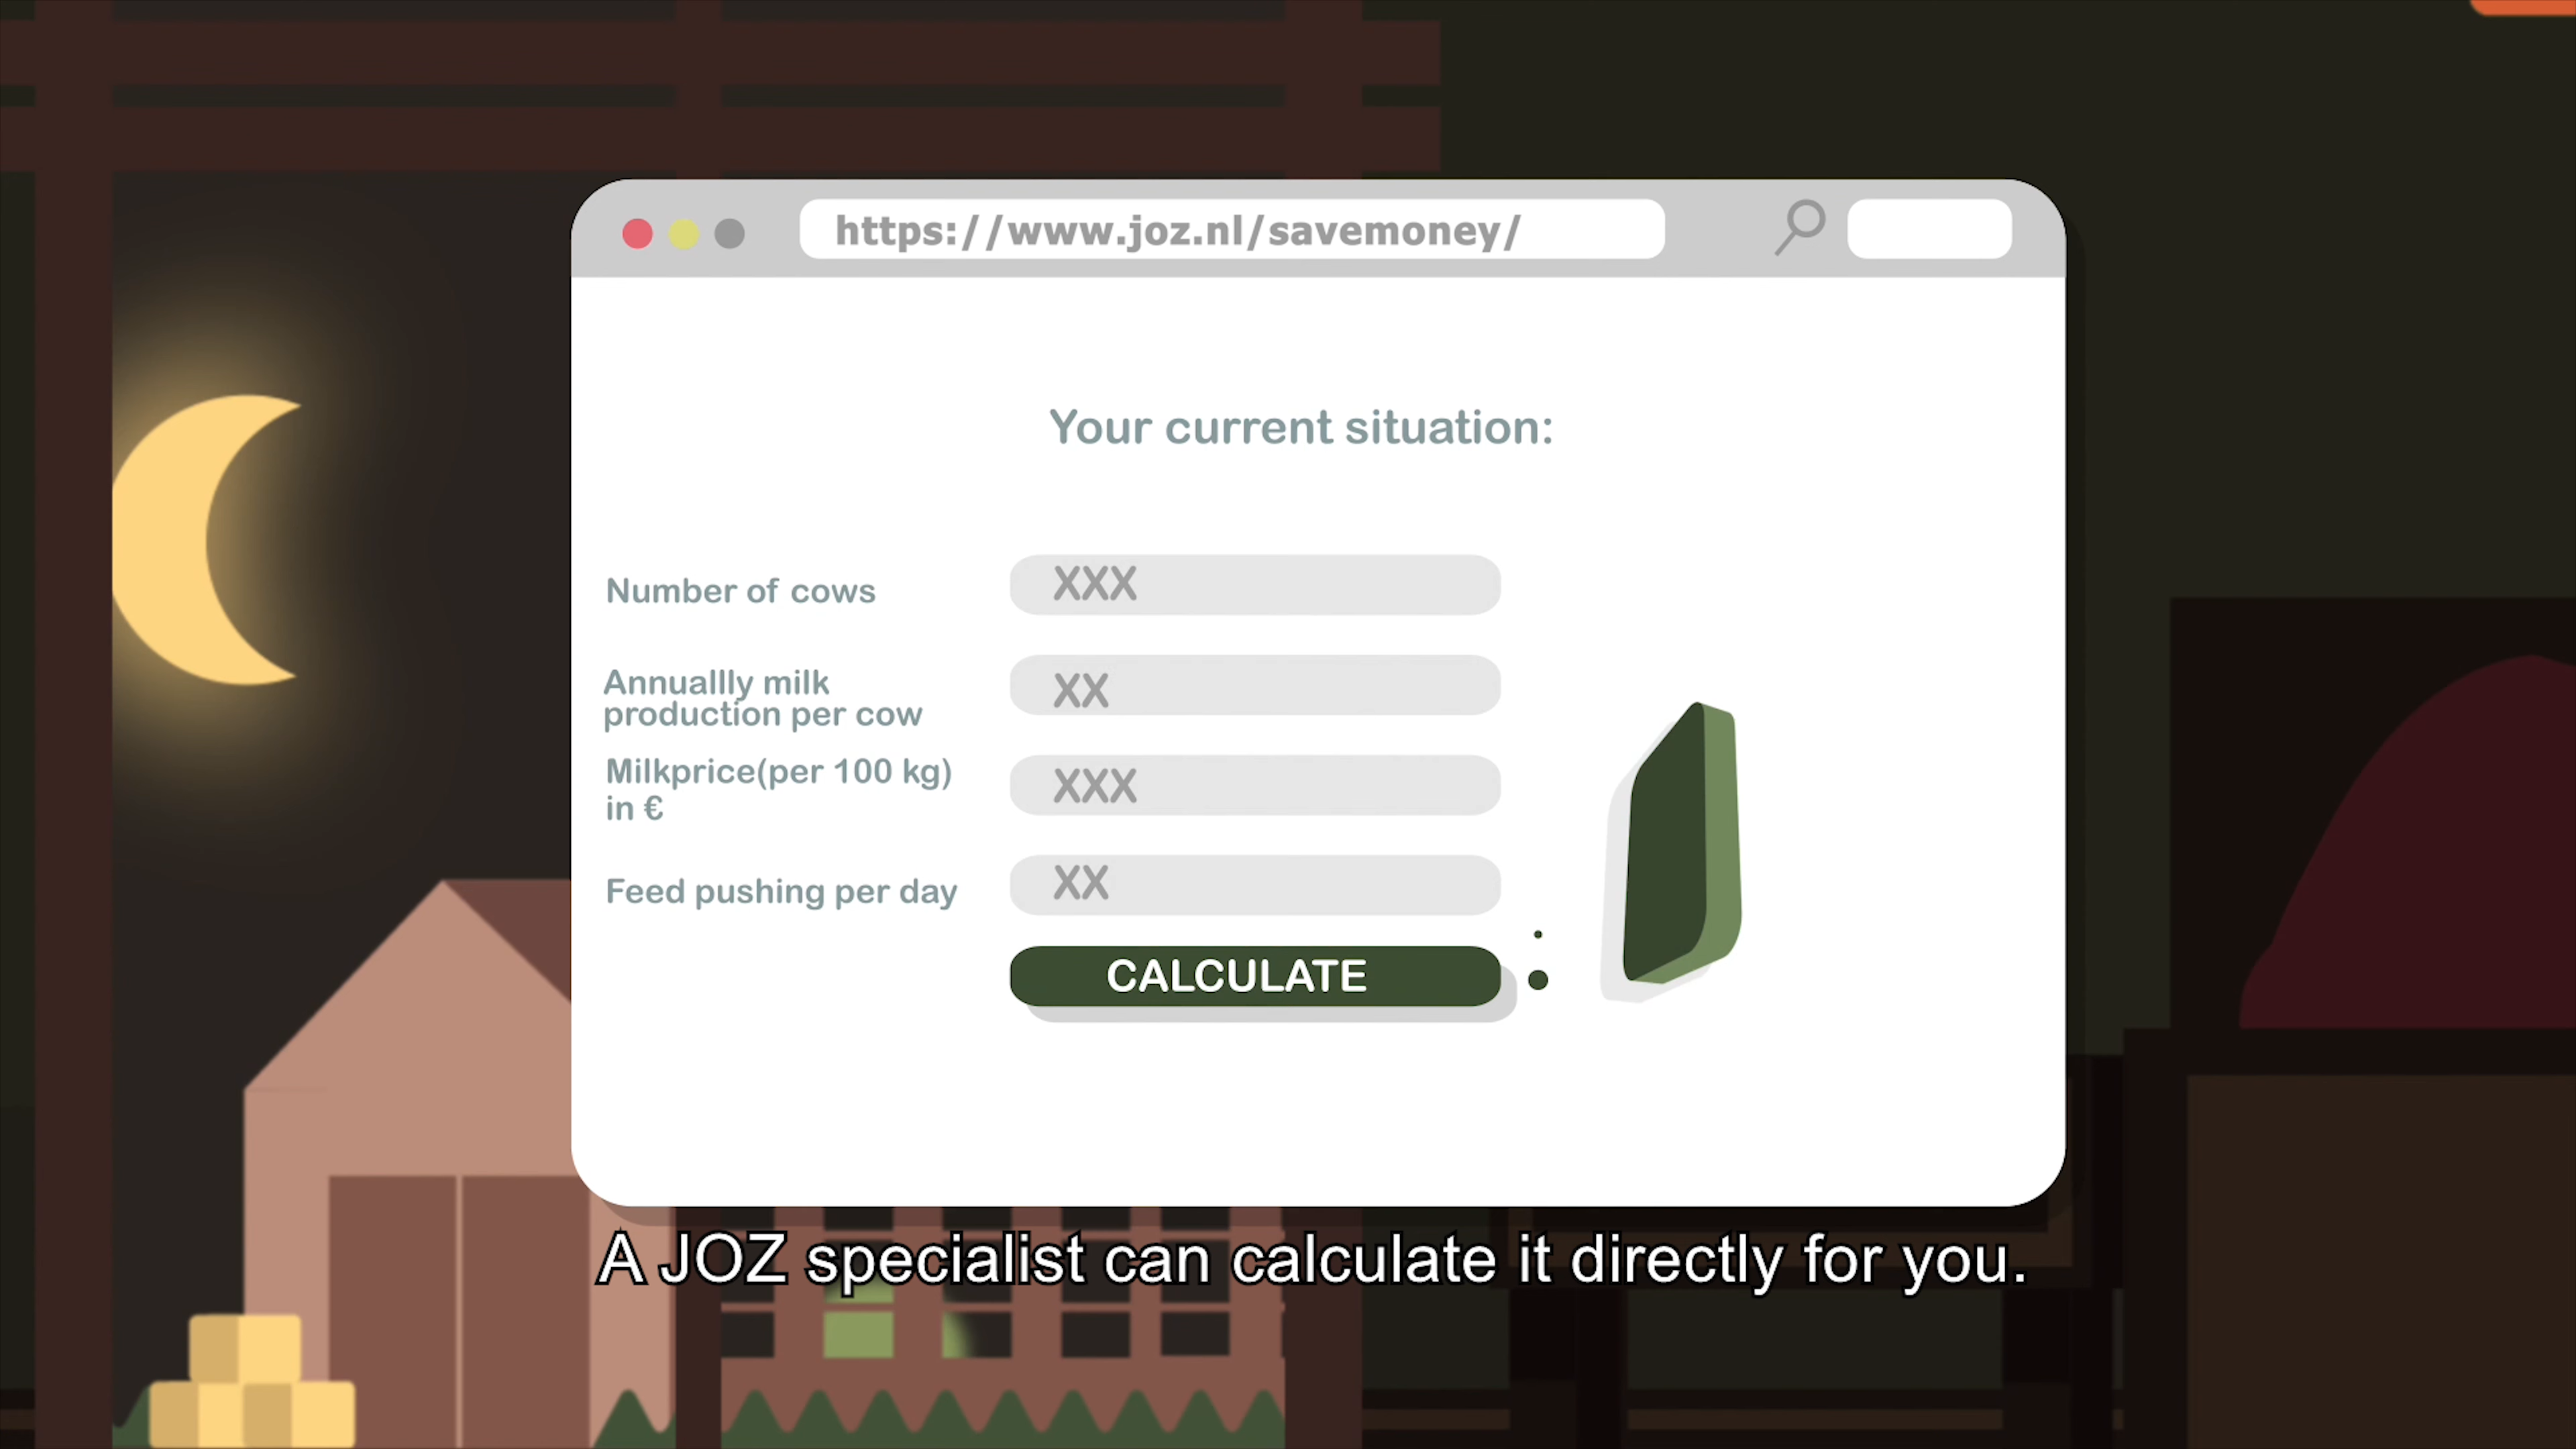 https://www.joz.nl/savemoney/
Your current situation:
Number of cows
XXX
Annuallly milk
production per cow
XX
Milkprice(per 100 kg)
in €
XXX
Feed pushing per day
XX
CALCULATE
A JOZ specialist can calculate it directly for you.